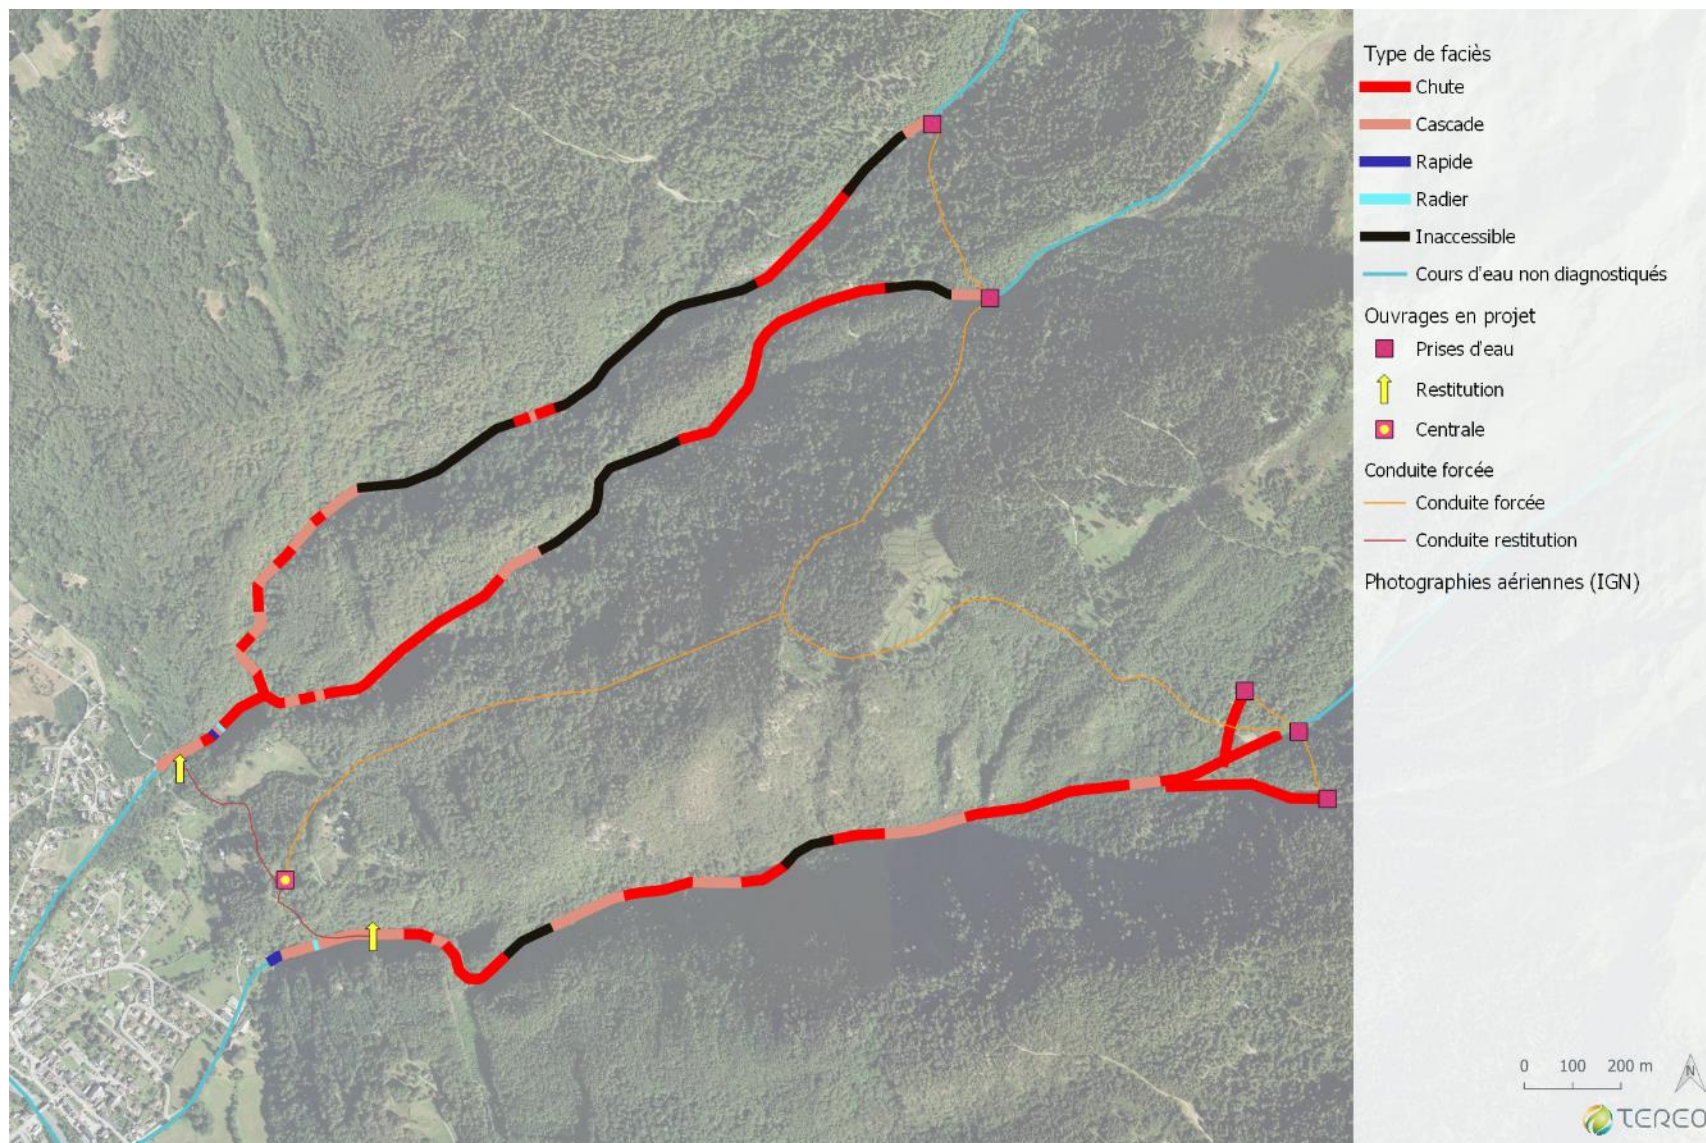 Type de faciès
Chute
Cascade
Rapide
Radier
Inaccessible
Cours d'eau non diagnostiqués
Ouvrages en projet
Prises d'eau
Restitution
Centrale
Conduite forcée
Conduite forcée
Conduite restitution
Photographies aériennes (IGN)
0 100 200 m
N
TEREO